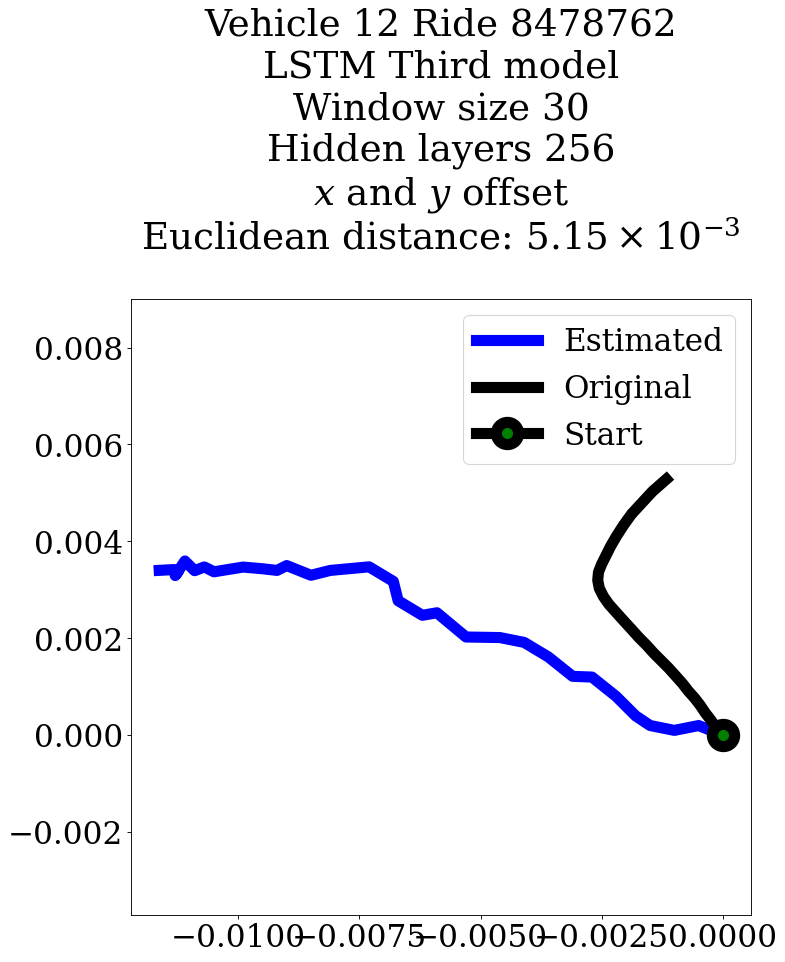 Vehicle 12 Ride 8478762
LSTM Third model
Window size 30
Hidden layers 256
x and y offset
Euclidean distance: 5.15 × 10⁻³
Estimated
Original
Start
0.008
0.006
0.004
0.002
0.000
−0.002
−0.0100 −0.0075 −0.0050 −0.0025 0.0000